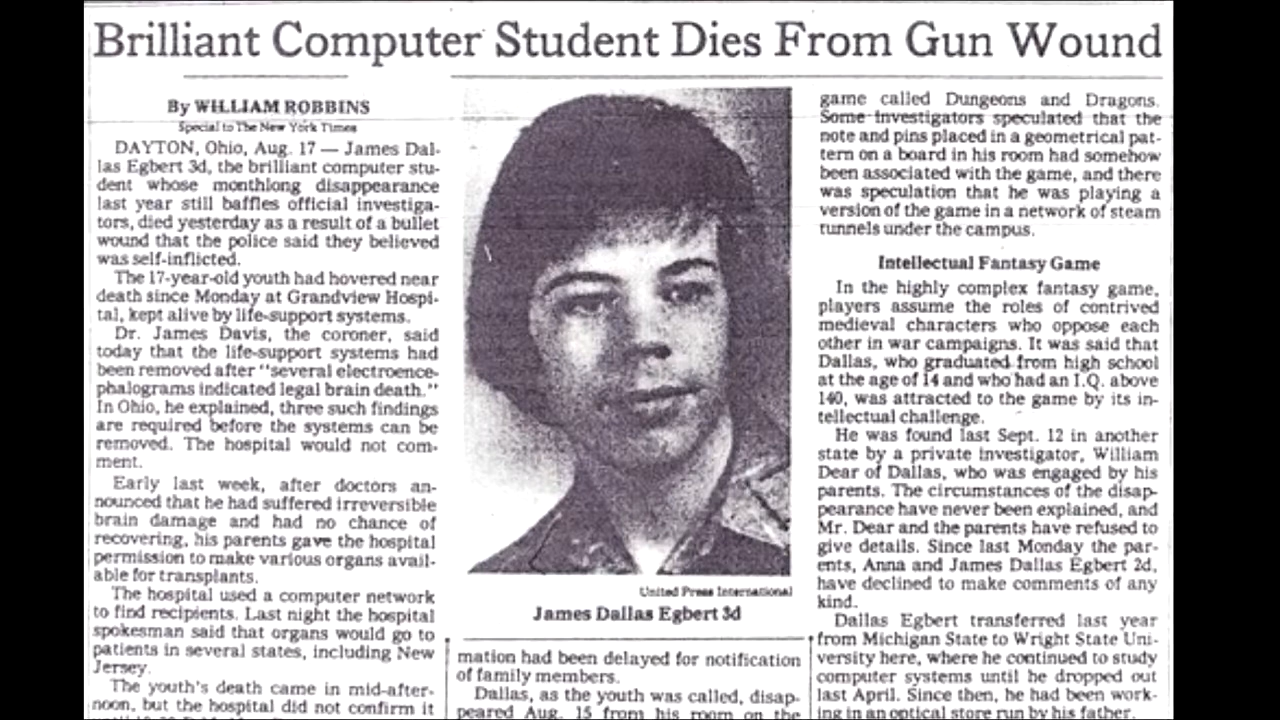 Brilliant Computer Student Dies From Gun Wound
By WILLIAM ROBBINS
Special to The New York Times
DAYTON, Ohio, Aug. 17 — James Dal-
las Egbert 3d, the brilliant computer stu-
dent whose monthlong disappearance
last year still baffles official investiga-
tors, died yesterday as a result of a bullet
wound that the police said they believed
was self-inflicted.
The 17-year-old youth had hovered near
death since Monday at Grandview Hospi-
tal, kept alive by life-support systems.
Dr. James Davis, the coroner, said
today that the life-support systems had
been removed after "several electroence-
phalograms indicated legal brain death."
In Ohio, he explained, three such findings
are required before the systems can be
removed. The hospital would not com-
ment.
Early last week, after doctors an-
nounced that he had suffered irreversible
brain damage and had no chance of
recovering, his parents gave the hospital
permission to make various organs avail-
able for transplants.
The hospital used a computer network
to find recipients. Last night the hospital
spokesman said that organs would go to
patients in several states, including New
Jersey.
The youth's death came in mid-after-
noon, but the hospital did not confirm it
United Press International
James Dallas Egbert 3d
mation had been delayed for notification
of family members.
Dallas, as the youth was called, disap-
peared Aug. 15 from his room on the
game called Dungeons and Dragons.
Some investigators speculated that the
note and pins placed in a geometrical pat-
tern on a board in his room had somehow
been associated with the game, and there
was speculation that he was playing a
version of the game in a network of steam
tunnels under the campus.
Intellectual Fantasy Game
In the highly complex fantasy game,
players assume the roles of contrived
medieval characters who oppose each
other in war campaigns. It was said that
Dallas, who graduated from high school
at the age of 14 and who had an I.Q. above
140, was attracted to the game by its in-
tellectual challenge.
He was found last Sept. 12 in another
state by a private investigator, William
Dear of Dallas, who was engaged by his
parents. The circumstances of the disap-
pearance have never been explained, and
Mr. Dear and the parents have refused to
give details. Since last Monday the par-
ents, Anna and James Dallas Egbert 2d,
have declined to make comments of any
kind.
Dallas Egbert transferred last year
from Michigan State to Wright State Uni-
versity here, where he continued to study
computer systems until he dropped out
last April. Since then, he had been work-
ing in an optical store run by his father.